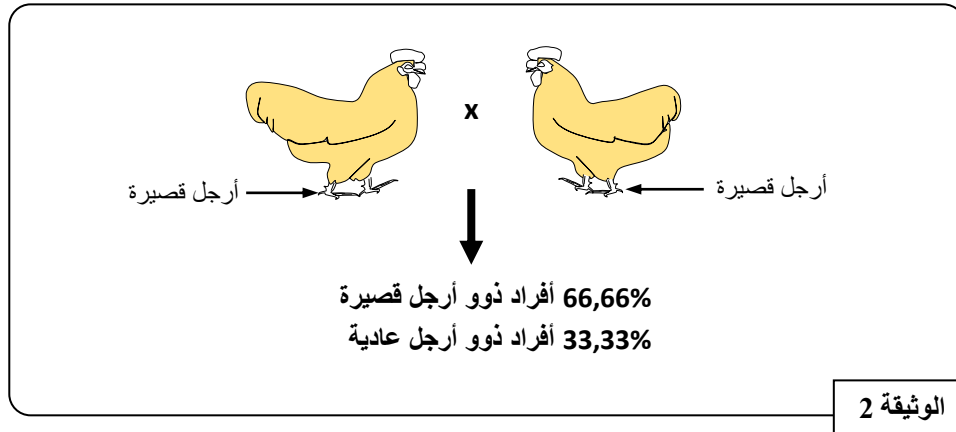 x
أرجل قصيرة
أرجل قصيرة
66,66% أفراد ذوو أرجل قصيرة
33,33% أفراد ذوو أرجل عادية
الوثيقة 2